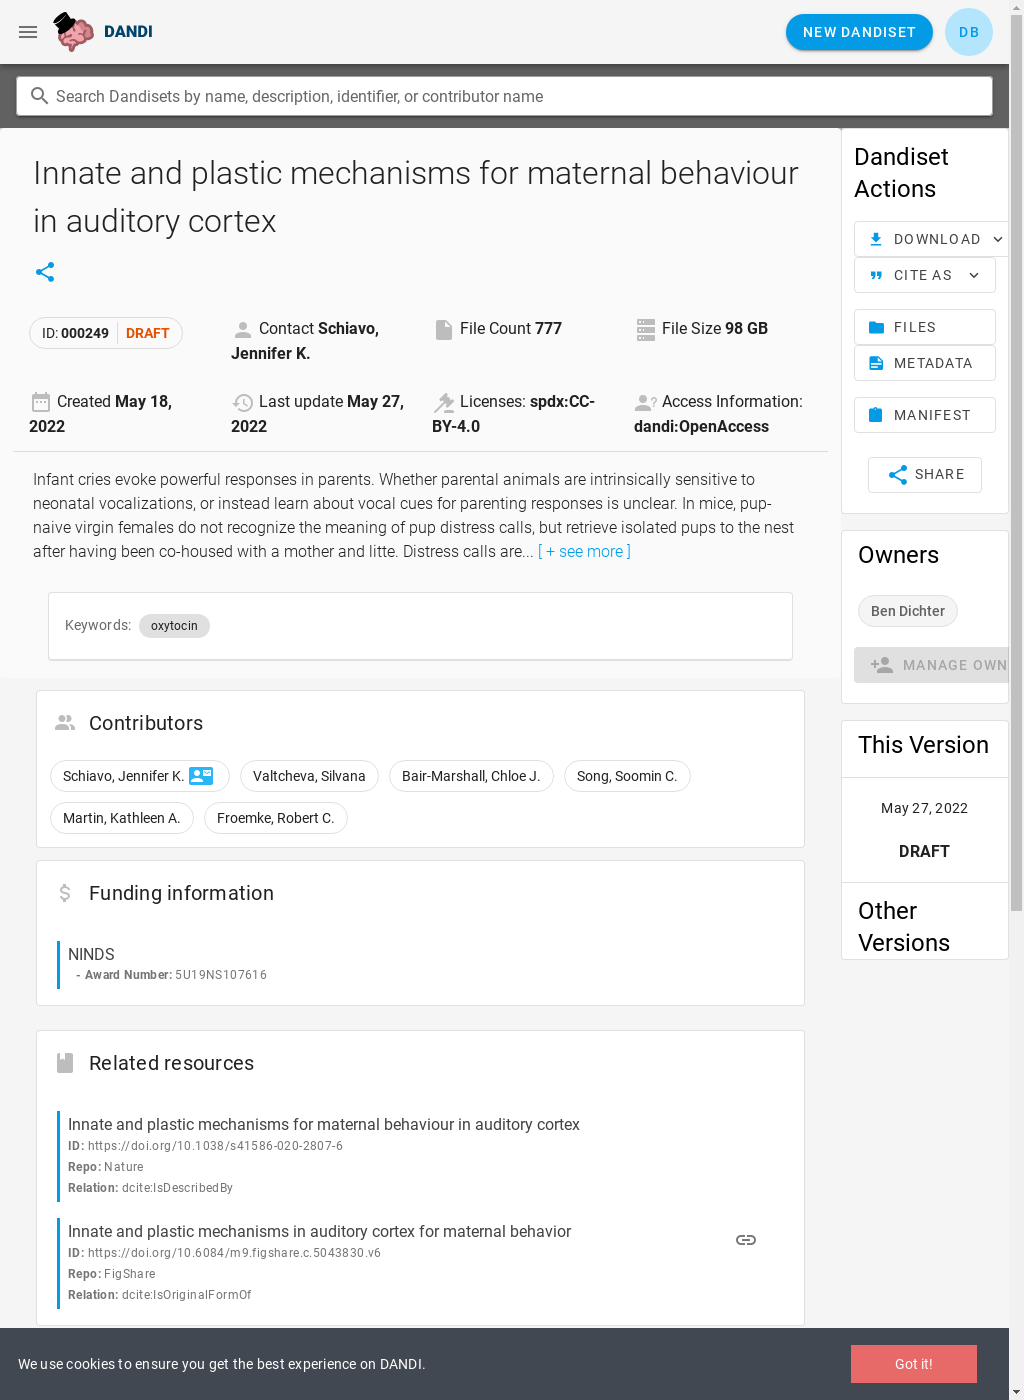 DANDI
NEW DANDISET
DB
Search Dandisets by name, description, identifier, or contributor name
Innate and plastic mechanisms for maternal behaviour
in auditory cortex
ID: 000249 DRAFT
Contact Schiavo,
Jennifer K.
File Count 777
File Size 98 GB
Created May 18,
2022
Last update May 27,
2022
Licenses: spdx:CC-
BY-4.0
Access Information:
dandi:OpenAccess
Infant cries evoke powerful responses in parents. Whether parental animals are intrinsically sensitive to
neonatal vocalizations, or instead learn about vocal cues for parenting responses is unclear. In mice, pup-
naive virgin females do not recognize the meaning of pup distress calls, but retrieve isolated pups to the nest
after having been co-housed with a mother and litte. Distress calls are... [ + see more ]
Keywords: oxytocin
Contributors
Schiavo, Jennifer K.
Valtcheva, Silvana
Bair-Marshall, Chloe J.
Song, Soomin C.
Martin, Kathleen A.
Froemke, Robert C.
Funding information
NINDS
- Award Number: 5U19NS107616
Related resources
Innate and plastic mechanisms for maternal behaviour in auditory cortex
ID: https://doi.org/10.1038/s41586-020-2807-6
Repo: Nature
Relation: dcite:IsDescribedBy
Innate and plastic mechanisms in auditory cortex for maternal behavior
ID: https://doi.org/10.6084/m9.figshare.c.5043830.v6
Repo: FigShare
Relation: dcite:IsOriginalFormOf
Dandiset
Actions
DOWNLOAD
CITE AS
FILES
METADATA
MANIFEST
SHARE
Owners
Ben Dichter
MANAGE OWN
This Version
May 27, 2022
DRAFT
Other
Versions
We use cookies to ensure you get the best experience on DANDI.
Got it!